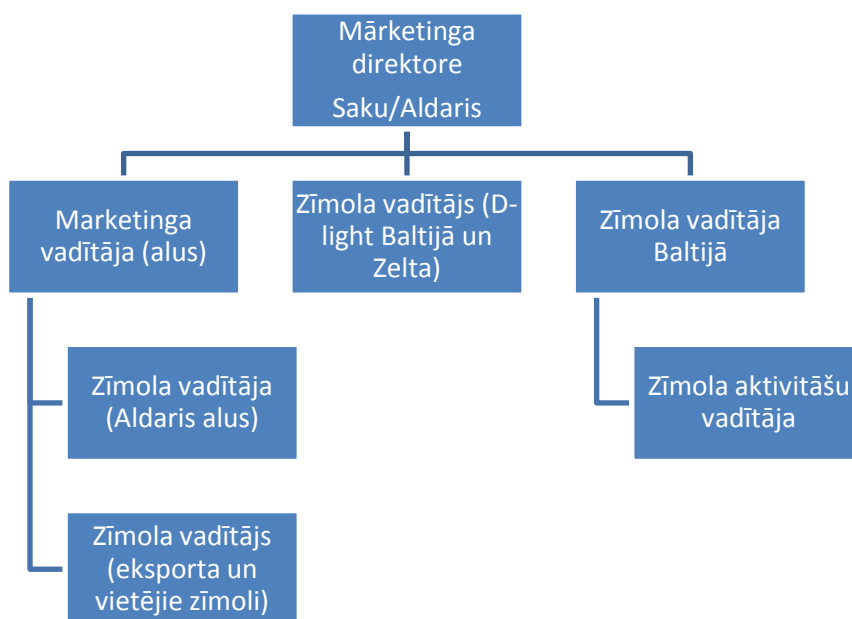 Mārketinga
direktore
Saku/Aldaris
Marketinga
vadītāja (alus)
Zīmola vadītājs (D-
light Baltijā un
Zelta)
Zīmola vadītāja
Baltijā
Zīmola vadītāja
(Aldaris alus)
Zīmola aktivitāšu
vadītāja
Zīmola vadītājs
(eksporta un
vietējie zīmoli)